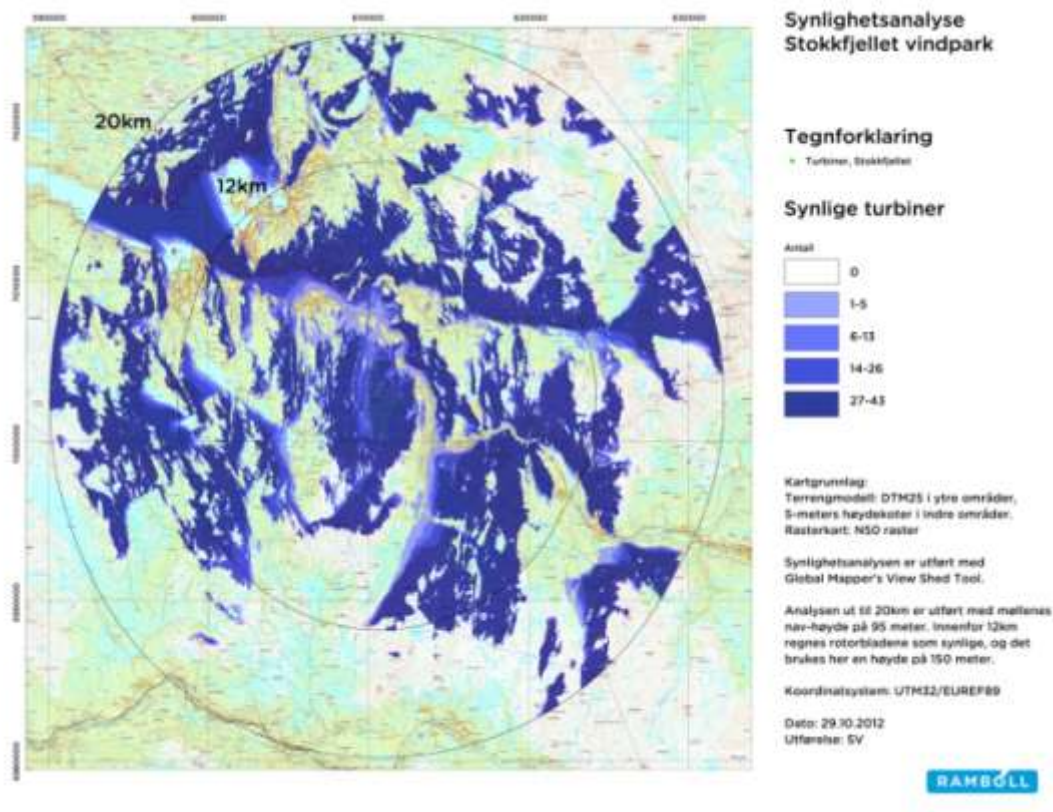 Synlighetsanalyse
Stokkfjellet vindpark
20km
12km
Tegnforklaring
Turbiner, Stokkfjellet
Synlige turbiner
Antall
0
1-5
6-13
14-26
27-43
Kartgrunnlag:
Terrengmodell: DTM25 i ytre områder,
5-meters høydekoter i indre områder.
Rasterkart: N50 raster
Synlighetsanalysen er utført med
Global Mapper's View Shed Tool.
Analysen ut til 20km er utført med møllenes
nav-høyde på 95 meter. Innenfor 12km
regnes rotorbladene som synlige, og det
brukes her en høyde på 150 meter.
Koordinatsystem: UTM32/EUREF89
Dato: 29.10.2012
Utførelse: SV
RAMBOLL